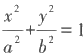 x²/a² + y²/b² = 1